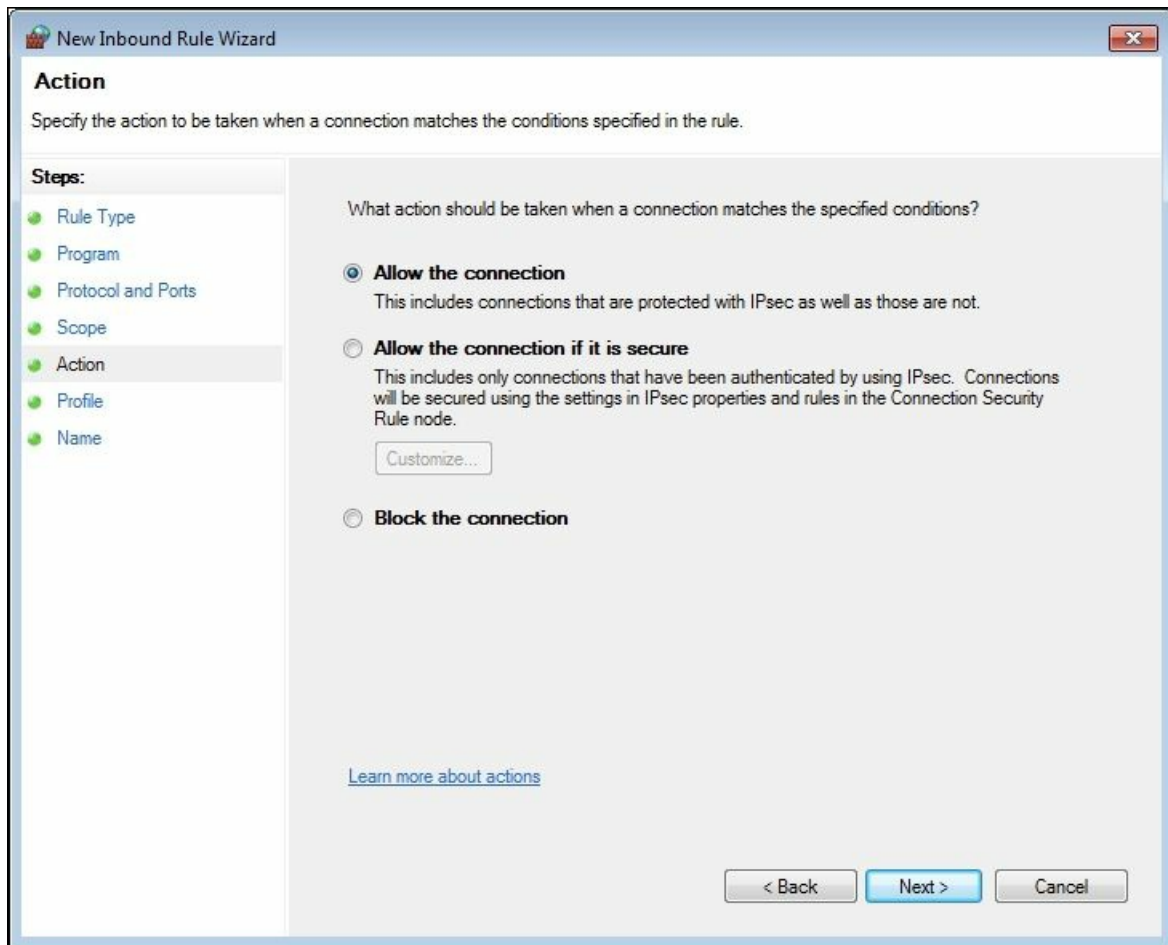 New Inbound Rule Wizard
Action
Specify the action to be taken when a connection matches the conditions specified in the rule.
Steps:
Rule Type
Program
Protocol and Ports
Scope
Action
Profile
Name
What action should be taken when a connection matches the specified conditions?
Allow the connection
This includes connections that are protected with IPsec as well as those are not.
Allow the connection if it is secure
This includes only connections that have been authenticated by using IPsec. Connections
will be secured using the settings in IPsec properties and rules in the Connection Security
Rule node.
Customize...
Block the connection
Learn more about actions
< Back
Next >
Cancel